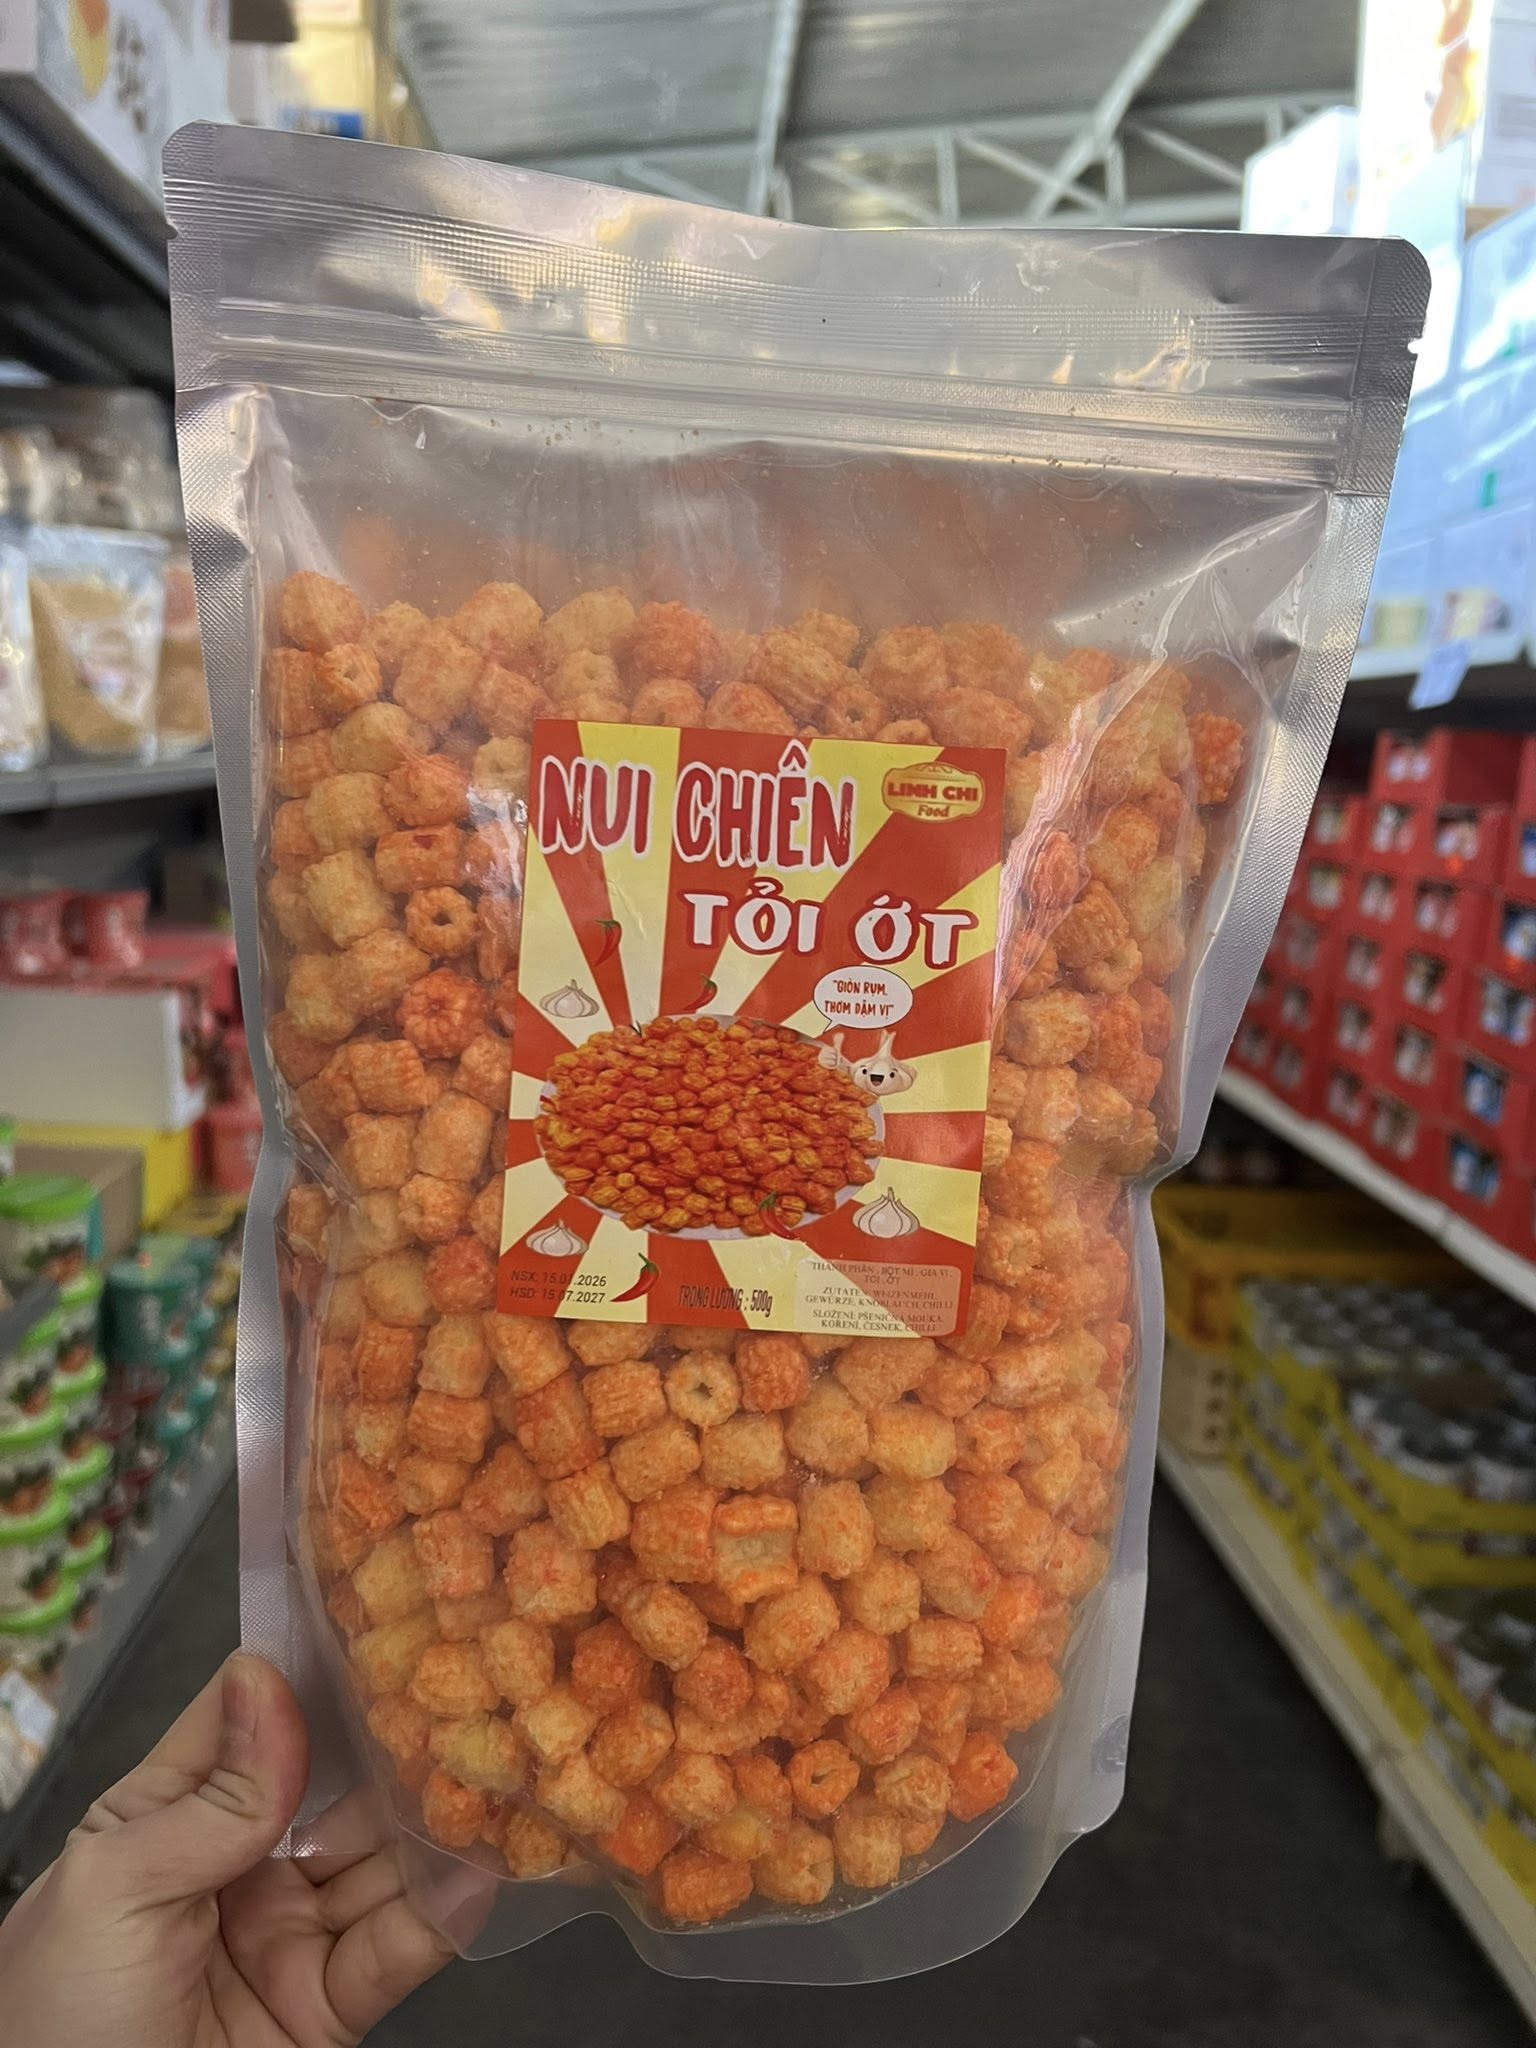 NUI CHIÊN
LINH CHI
Food
TỎI ỚT
"GIÒN RỤM,
THƠM ĐẬM VỊ"
NSX: 15.01.2026
HSD: 15.07.2027
TRỌNG LƯỢNG : 500g
THÀNH PHẦN : BỘT MÌ , GIA VỊ ,
TỎI , ỚT
ZUTATEN: WEIZENMEHL,
GEWÜRZE, KNOBLAUCH, CHILLI
SLOŽENÍ: PŠENIČNÁ MOUKA,
KOŘENÍ, ČESNEK, CHILLI